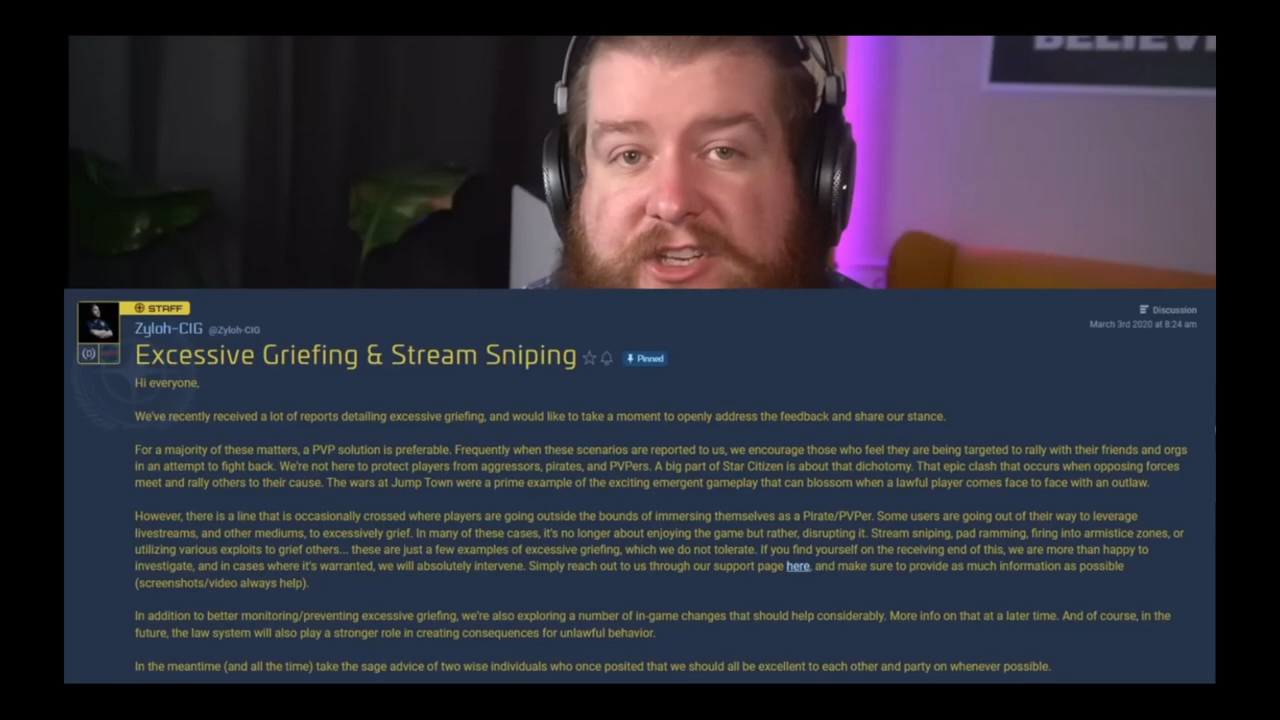 BELIEVE
STAFF
Zyloh-CIG @Zyloh-CIG
Discussion
March 3rd 2020 at 8:24 am
Excessive Griefing & Stream Sniping
Pinned
Hi everyone,
We've recently received a lot of reports detailing excessive griefing, and would like to take a moment to openly address the feedback and share our stance.
For a majority of these matters, a PVP solution is preferable. Frequently when these scenarios are reported to us, we encourage those who feel they are being targeted to rally with their friends and orgs
in an attempt to fight back. We're not here to protect players from aggressors, pirates, and PVPers. A big part of Star Citizen is about that dichotomy. That epic clash that occurs when opposing forces
meet and rally others to their cause. The wars at Jump Town were a prime example of the exciting emergent gameplay that can blossom when a lawful player comes face to face with an outlaw.
However, there is a line that is occasionally crossed where players are going outside the bounds of immersing themselves as a Pirate/PVPer. Some users are going out of their way to leverage
livestreams, and other mediums, to excessively grief. In many of these cases, it's no longer about enjoying the game but rather, disrupting it. Stream sniping, pad ramming, firing into armistice zones, or
utilizing various exploits to grief others... these are just a few examples of excessive griefing, which we do not tolerate. If you find yourself on the receiving end of this, we are more than happy to
investigate, and in cases where it's warranted, we will absolutely intervene. Simply reach out to us through our support page here, and make sure to provide as much information as possible
(screenshots/video always help).
In addition to better monitoring/preventing excessive griefing, we're also exploring a number of in-game changes that should help considerably. More info on that at a later time. And of course, in the
future, the law system will also play a stronger role in creating consequences for unlawful behavior.
In the meantime (and all the time) take the sage advice of two wise individuals who once posited that we should all be excellent to each other and party on whenever possible.